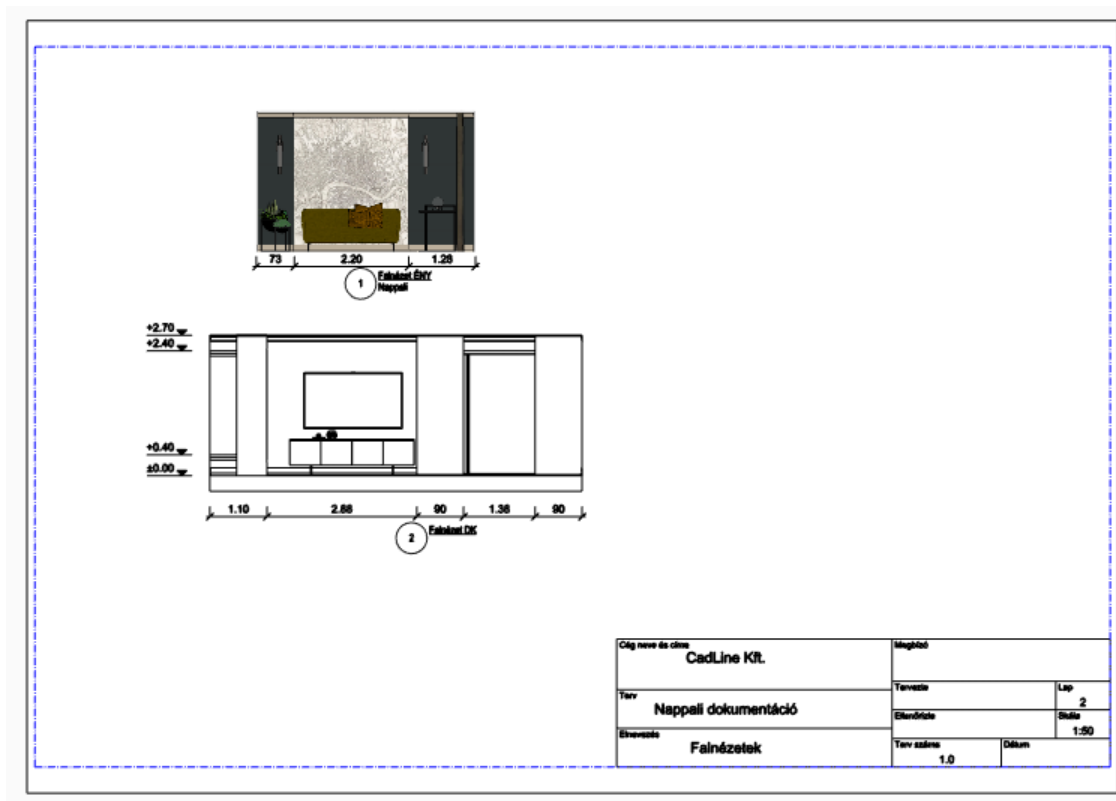 73 2.20 1.28
1 Falnézet ÉNY
Nappali
+2.70
+2.40
+0.40
±0.00
1.10 2.88 90 1.38 90
2 Falnézet DK
Cég neve és címe
CadLine Kft.
Megbízó
Terv
Nappali dokumentáció
Tervezte
Lap
2
Ellenőrizte
Skála
1:50
Elnevezés
Falnézetek
Terv száma
1.0
Dátum